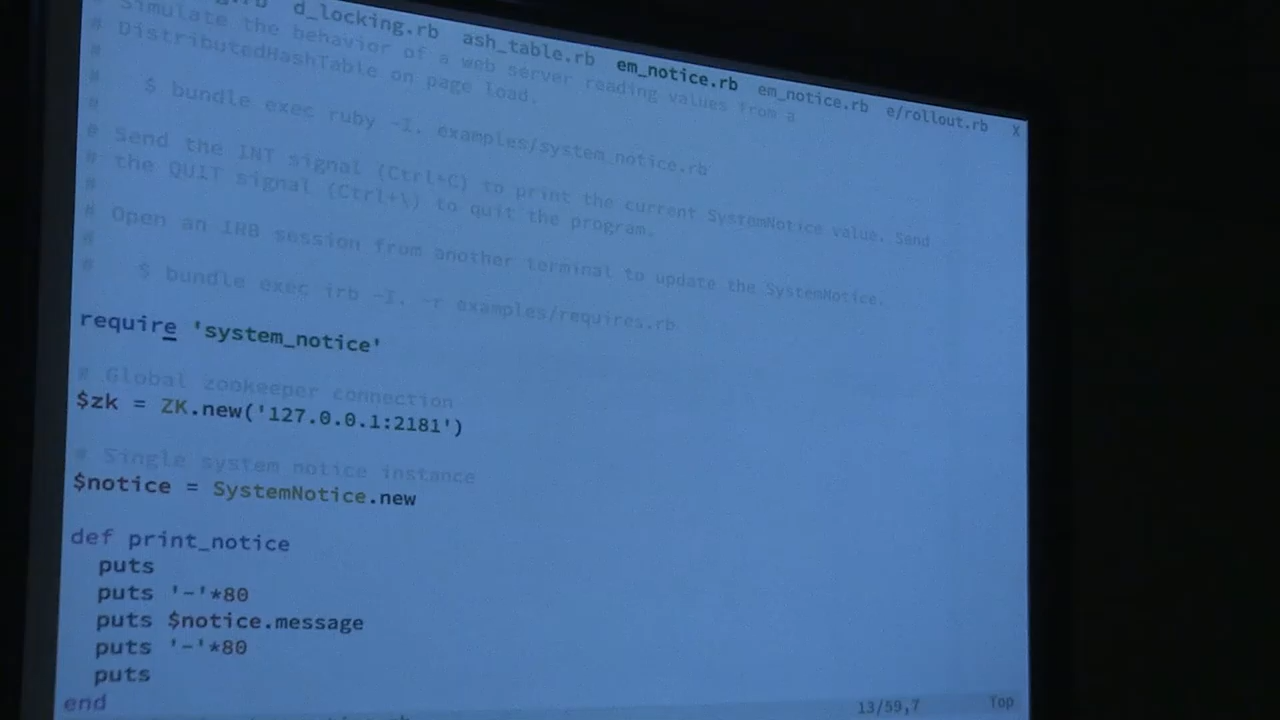 d_locking.rb ash_table.rb em_notice.rb em_notice.rb e/rollout.rb X
# Simulate the behavior of a web server reading values from a
# DistributedHashTable on page load.
#
# $ bundle exec ruby -I. examples/system_notice.rb
#
# Send the INT signal (Ctrl+C) to print the current SystemNotice value. Send
# the QUIT signal (Ctrl+\) to quit the program.
#
# Open an IRB session from another terminal to update the SystemNotice.
#
# $ bundle exec irb -I. -r examples/requires.rb
require 'system_notice'
# Global zookeeper connection
$zk = ZK.new('127.0.0.1:2181')
# Single system notice instance
$notice = SystemNotice.new
def print_notice
puts
puts '-'*80
puts $notice.message
puts '-'*80
puts
end
13/59,7 Top